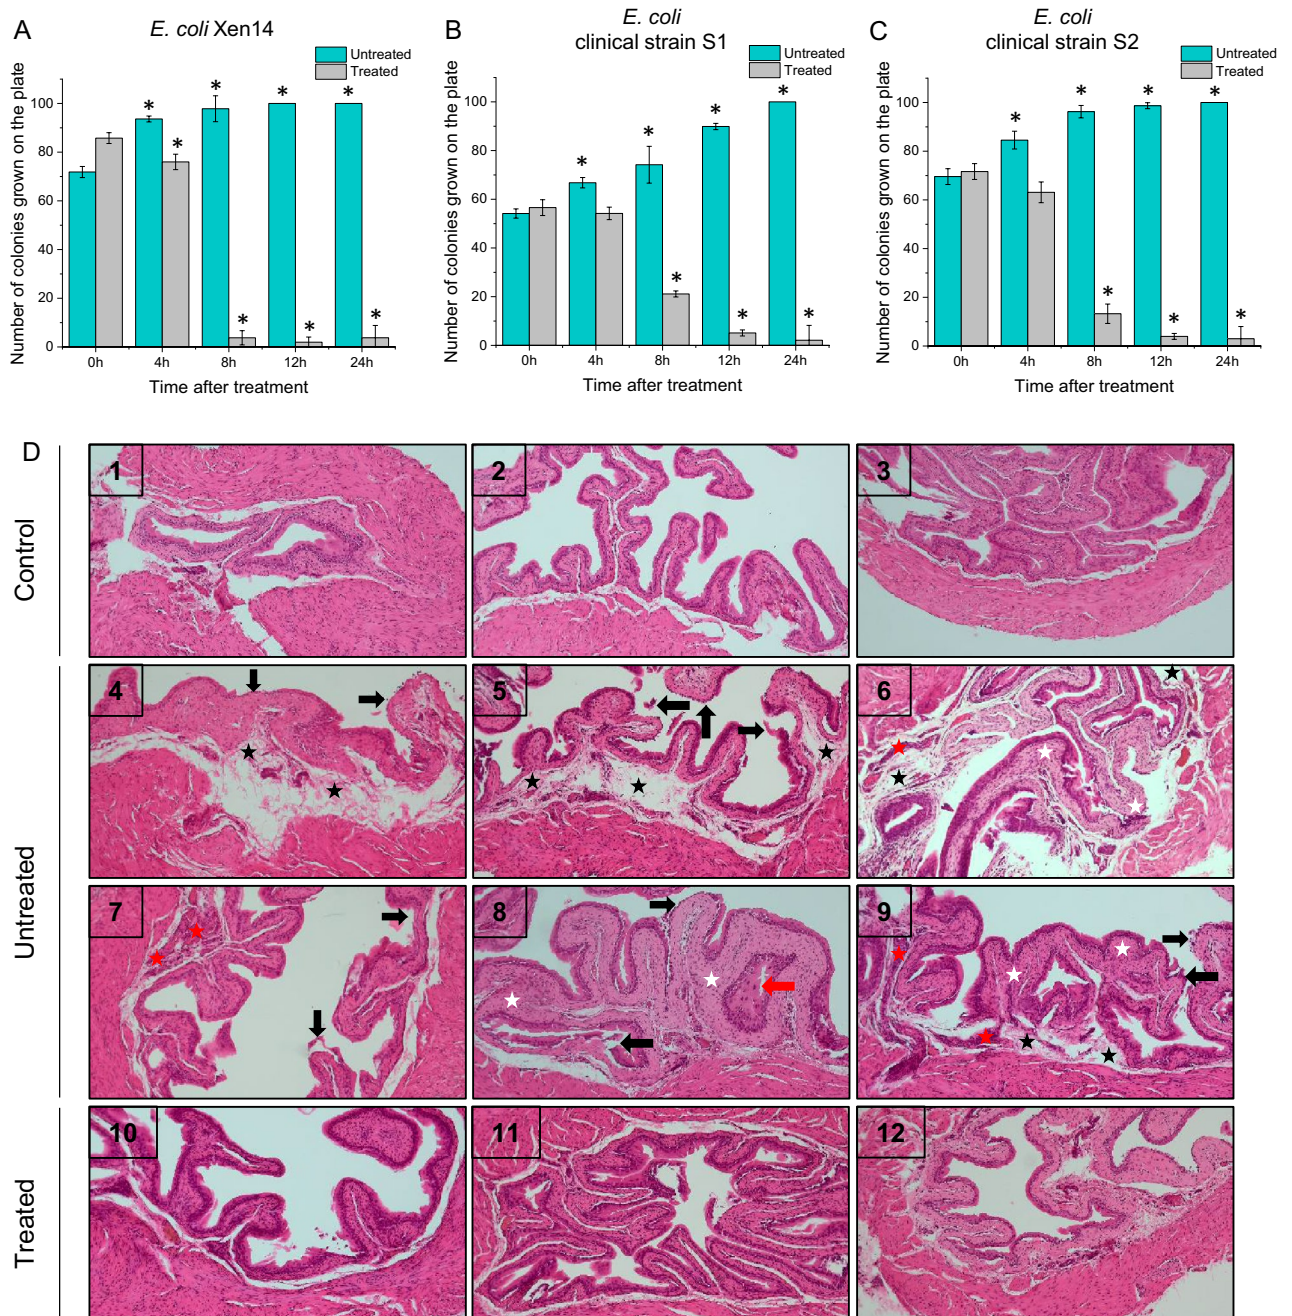 A
E. coli Xen14
Untreated
Treated
Number of colonies grown on the plate
100
80
60
40
20
0
0h 4h 8h 12h 24h
Time after treatment
* * * * * * * *
B
E. coli
clinical strain S1
Untreated
Treated
Number of colonies grown on the plate
100
80
60
40
20
0
0h 4h 8h 12h 24h
Time after treatment
* * * * * * *
C
E. coli
clinical strain S2
Untreated
Treated
Number of colonies grown on the plate
100
80
60
40
20
0
0h 4h 8h 12h 24h
Time after treatment
* * * * * * *
D
Control
1 2 3
Untreated
4 5 6
7 8 9
Treated
10 11 12